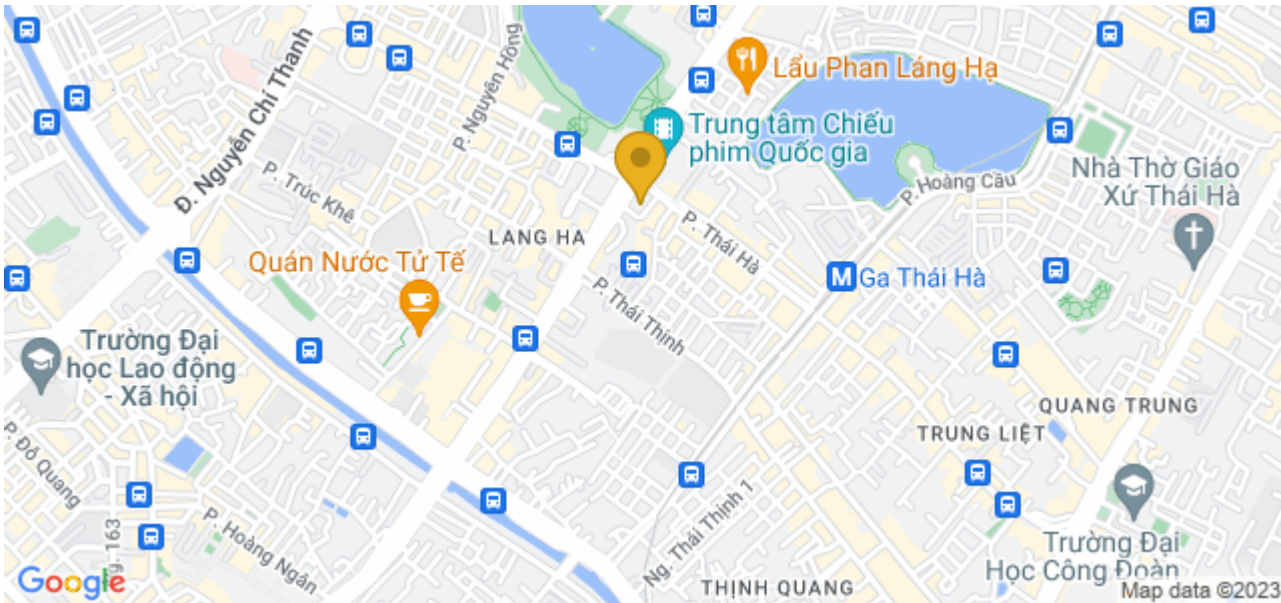 P. Nguyên Hồng
Lẩu Phan Láng Hạ
Đ. Nguyễn Chí Thanh
Trung tâm Chiếu
phim Quốc gia
Nhà Thờ Giáo
Xứ Thái Hà
P. Trúc Khê
P. Hoàng Cầu
LANG HA
P. Thái Hà
Quán Nước Tử Tế
M
Ga Thái Hà
P. Thái Thịnh
Trường Đại
học Lao động
- Xã hội
QUANG TRUNG
TRUNG LIỆT
P. Đỗ Quang
P. Hoàng Ngân
Ng. Thái Thịnh 1
g. 163
Trường Đại
Học Công Đoàn
THỊNH QUANG
Google
Map data ©2023